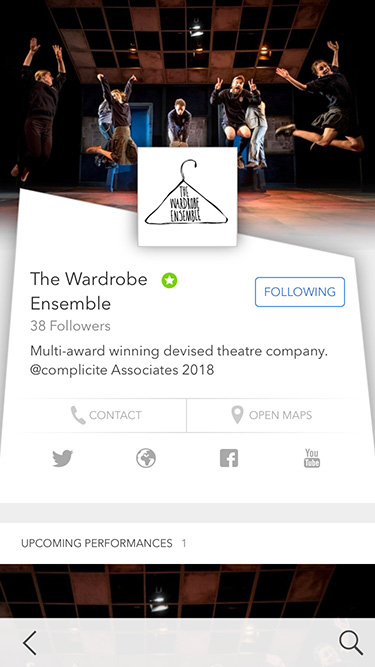 THE
WARDROBE
ENSEMBLE
The Wardrobe
Ensemble
FOLLOWING
38 Followers
Multi-award winning devised theatre company.
@complicite Associates 2018
CONTACT
OPEN MAPS
You
Tube
UPCOMING PERFORMANCES 1